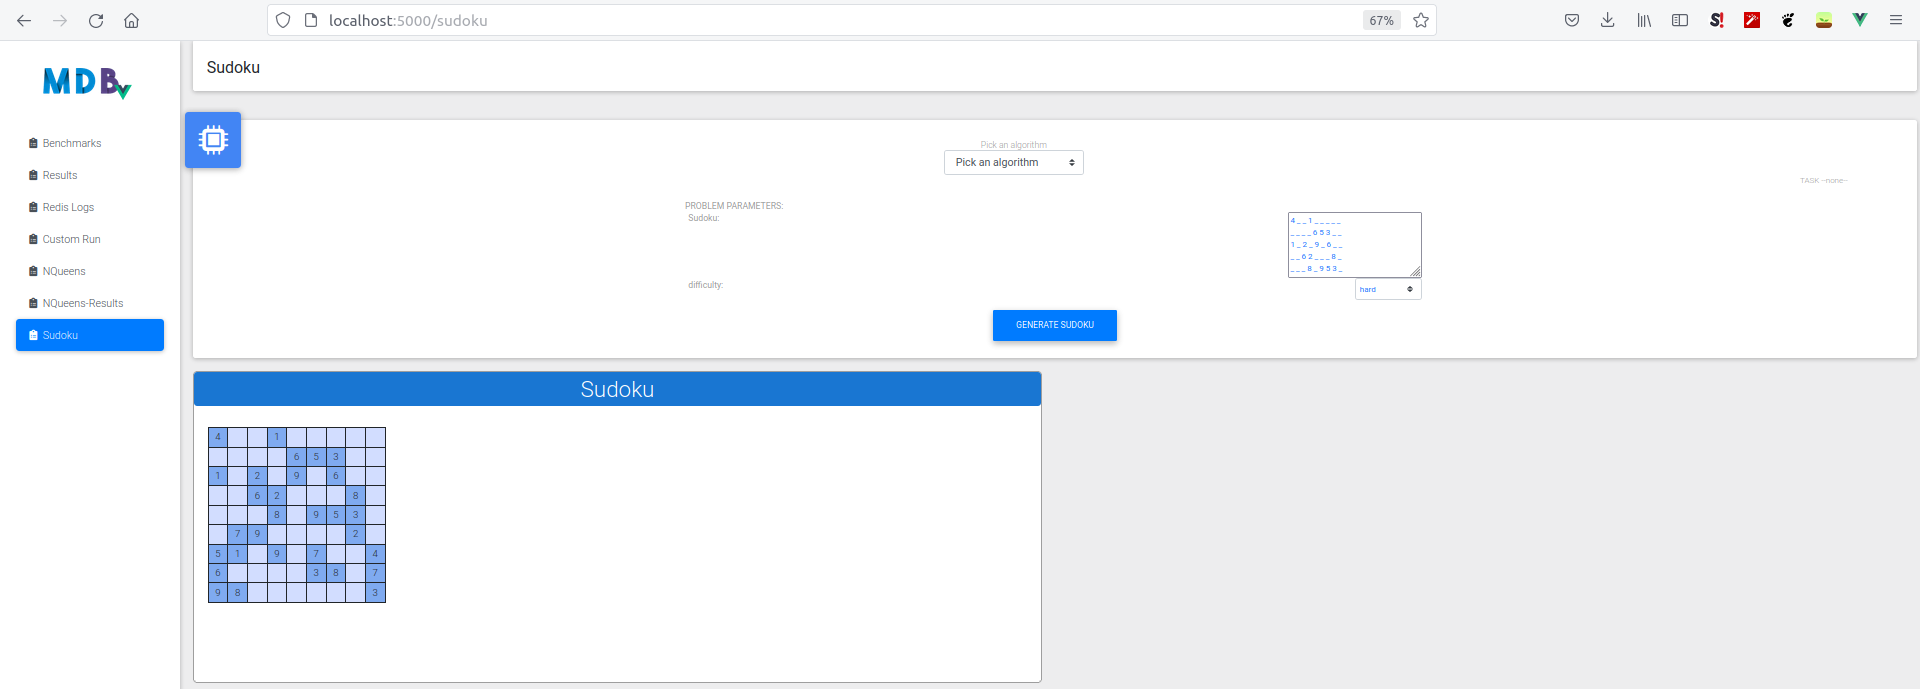 localhost:5000/sudoku
67%
MDB
Sudoku
Benchmarks
Results
Redis Logs
Custom Run
NQueens
NQueens-Results
Sudoku
Pick an algorithm
Pick an algorithm
TASK --none--
PROBLEM PARAMETERS:
Sudoku:
4 _ _ 1 _ _ _ _ _
_ _ _ _ 6 5 3 _ _
1 _ 2 _ 9 _ 6 _ _
_ _ 6 2 _ _ _ 8 _
_ _ _ 8 _ 9 5 3 _
difficulty:
hard
GENERATE SUDOKU
Sudoku
4 1
6 5 3
1 2 9 6
6 2 8
8 9 5 3
7 9 2
5 1 9 7 4
6 3 8 7
9 8 3